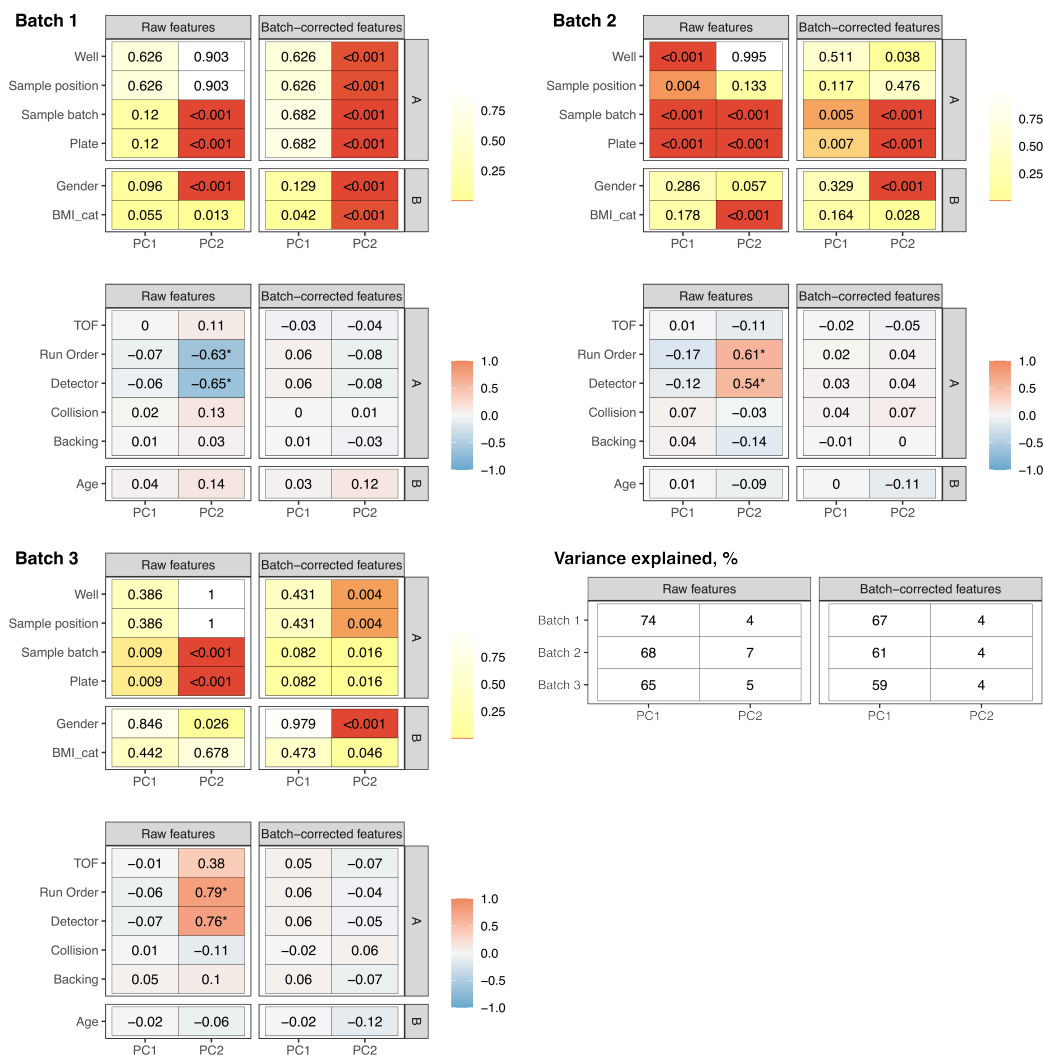 Batch 1
Raw features Batch−corrected features
Well 0.626 0.903 0.626 <0.001
Sample position 0.626 0.903 0.626 <0.001
Sample batch 0.12 <0.001 0.682 <0.001
Plate 0.12 <0.001 0.682 <0.001
A
Gender 0.096 <0.001 0.129 <0.001
BMI_cat 0.055 0.013 0.042 <0.001
B
PC1 PC2 PC1 PC2
0.75
0.50
0.25
Raw features Batch−corrected features
TOF 0 0.11 −0.03 −0.04
Run Order −0.07 −0.63* 0.06 −0.08
Detector −0.06 −0.65* 0.06 −0.08
Collision 0.02 0.13 0 0.01
Backing 0.01 0.03 0.01 −0.03
A
Age 0.04 0.14 0.03 0.12
B
PC1 PC2 PC1 PC2
1.0
0.5
0.0
−0.5
−1.0
Batch 2
Raw features Batch−corrected features
Well <0.001 0.995 0.511 0.038
Sample position 0.004 0.133 0.117 0.476
Sample batch <0.001 <0.001 0.005 <0.001
Plate <0.001 <0.001 0.007 <0.001
A
Gender 0.286 0.057 0.329 <0.001
BMI_cat 0.178 <0.001 0.164 0.028
B
PC1 PC2 PC1 PC2
0.75
0.50
0.25
Raw features Batch−corrected features
TOF 0.01 −0.11 −0.02 −0.05
Run Order −0.17 0.61* 0.02 0.04
Detector −0.12 0.54* 0.03 0.04
Collision 0.07 −0.03 0.04 0.07
Backing 0.04 −0.14 −0.01 0
A
Age 0.01 −0.09 0 −0.11
B
PC1 PC2 PC1 PC2
1.0
0.5
0.0
−0.5
−1.0
Batch 3
Raw features Batch−corrected features
Well 0.386 1 0.431 0.004
Sample position 0.386 1 0.431 0.004
Sample batch 0.009 <0.001 0.082 0.016
Plate 0.009 <0.001 0.082 0.016
A
Gender 0.846 0.026 0.979 <0.001
BMI_cat 0.442 0.678 0.473 0.046
B
PC1 PC2 PC1 PC2
0.75
0.50
0.25
Raw features Batch−corrected features
TOF −0.01 0.38 0.05 −0.07
Run Order −0.06 0.79* 0.06 −0.04
Detector −0.07 0.76* 0.06 −0.05
Collision 0.01 −0.11 −0.02 0.06
Backing 0.05 0.1 0.06 −0.07
A
Age −0.02 −0.06 −0.02 −0.12
B
PC1 PC2 PC1 PC2
1.0
0.5
0.0
−0.5
−1.0
Variance explained, %
Raw features Batch−corrected features
Batch 1 74 4 67 4
Batch 2 68 7 61 4
Batch 3 65 5 59 4
PC1 PC2 PC1 PC2